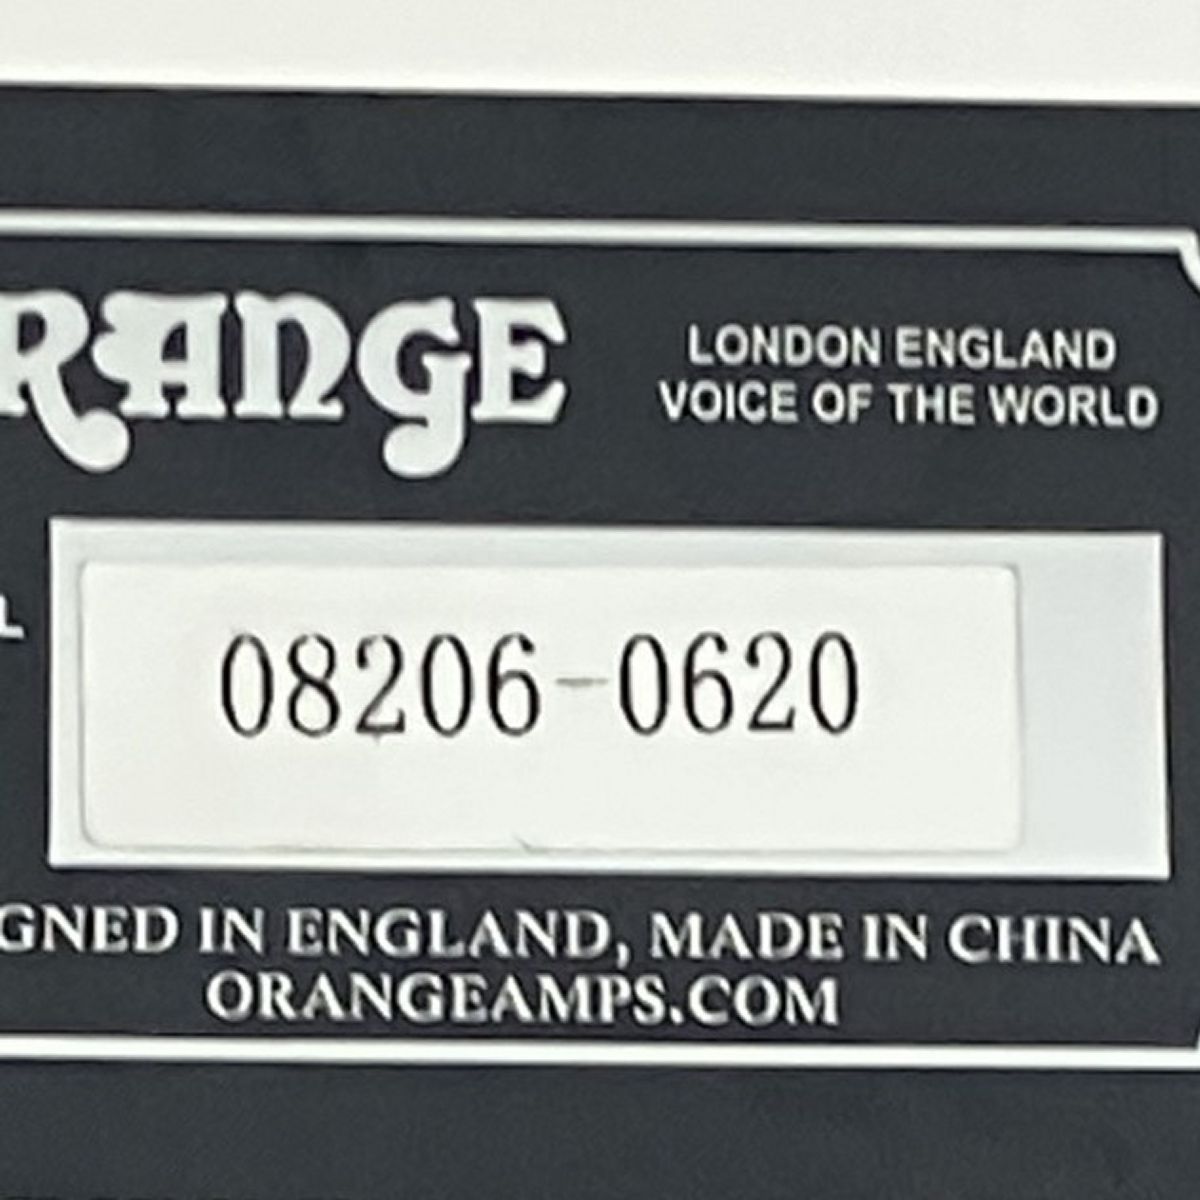 RANGE
LONDON ENGLAND
VOICE OF THE WORLD
08206-0620
GNED IN ENGLAND, MADE IN CHINA
ORANGEAMPS.COM